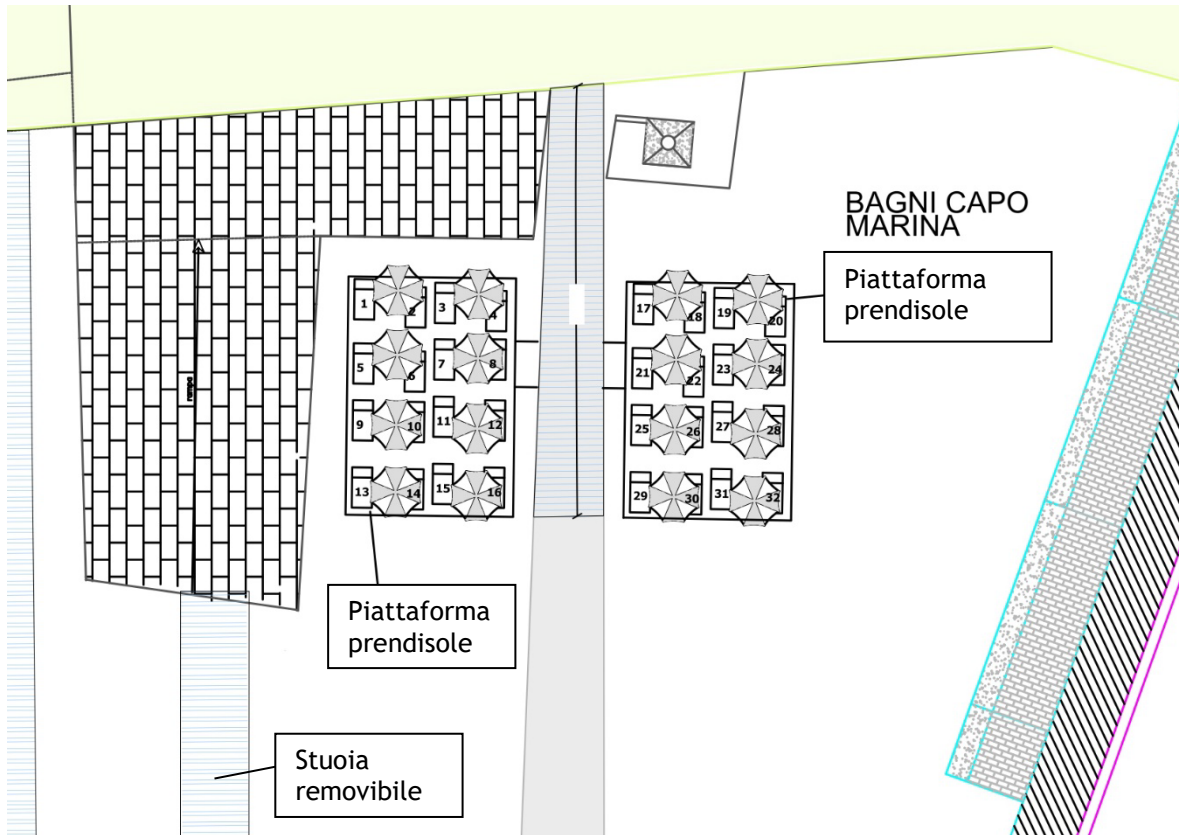 BAGNI CAPO
MARINA
Piattaforma
prendisole
1 2 3 4
17 18 19 20
5 6 7 8
21 22 23 24
rampa
9 10 11 12
25 26 27 28
13 14 15 16
29 30 31 32
Piattaforma
prendisole
Stuoia
removibile